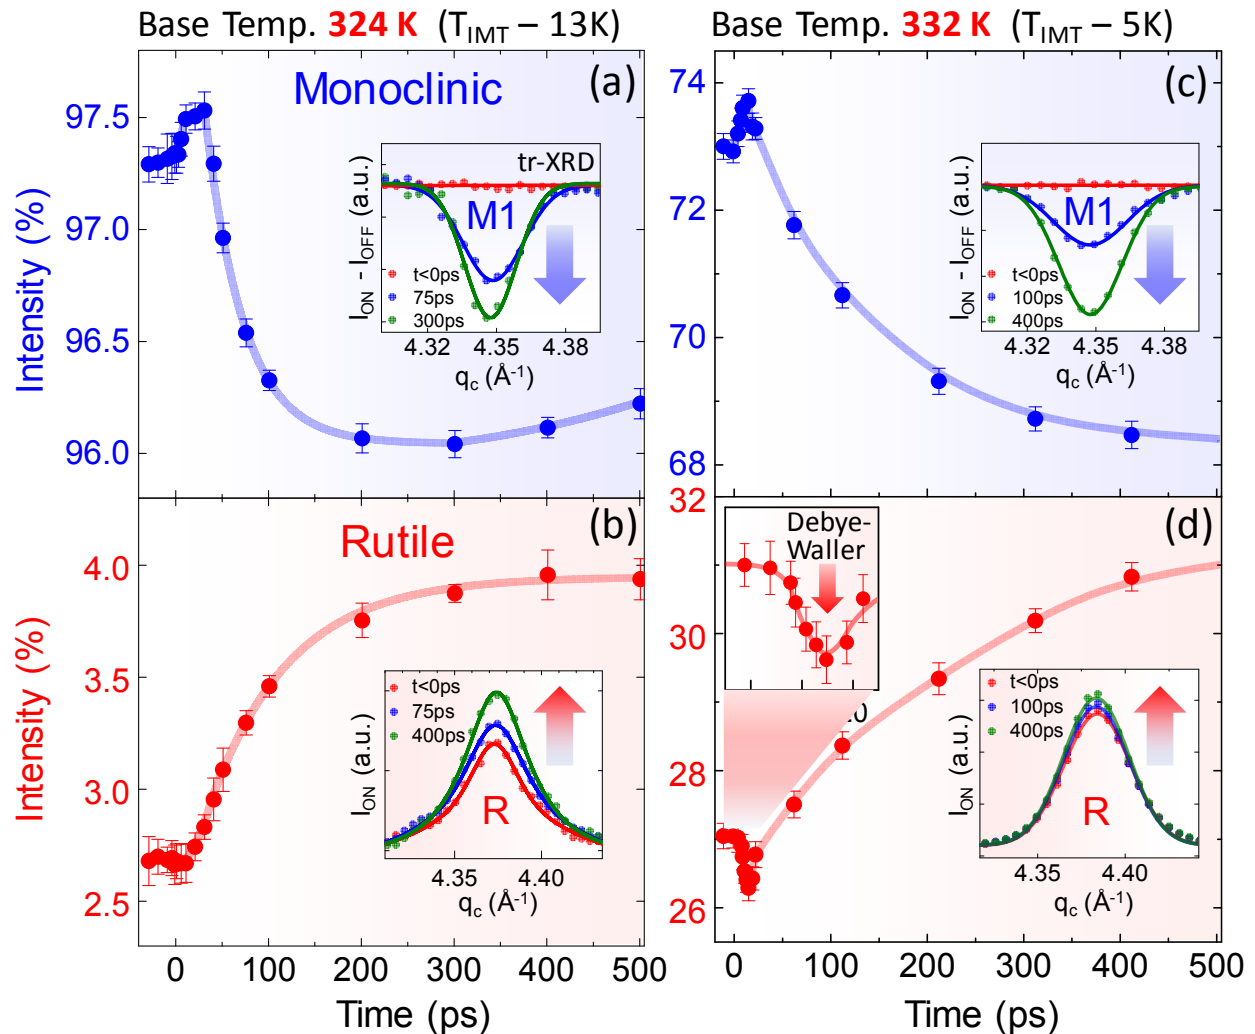 Base Temp. 324 K (T_IMT – 13K)
Base Temp. 332 K (T_IMT – 5K)
Monoclinic
(a)
Intensity (%)
97.5
97.0
96.5
96.0
tr-XRD
M1
I_ON - I_OFF (a.u.)
t<0ps
75ps
300ps
4.32 4.35 4.38
q_c (Å⁻¹)
(c)
74
72
70
68
M1
I_ON - I_OFF (a.u.)
t<0ps
100ps
400ps
4.32 4.35 4.38
q_c (Å⁻¹)
Rutile
(b)
Intensity (%)
4.0
3.5
3.0
2.5
t<0ps
75ps
400ps
I_ON (a.u.)
R
4.35 4.40
q_c (Å⁻¹)
0 100 200 300 400 500
Time (ps)
(d)
32
30
28
26
Debye-
Waller
20
t<0ps
100ps
400ps
I_ON (a.u.)
R
4.35 4.40
q_c (Å⁻¹)
0 100 200 300 400 500
Time (ps)